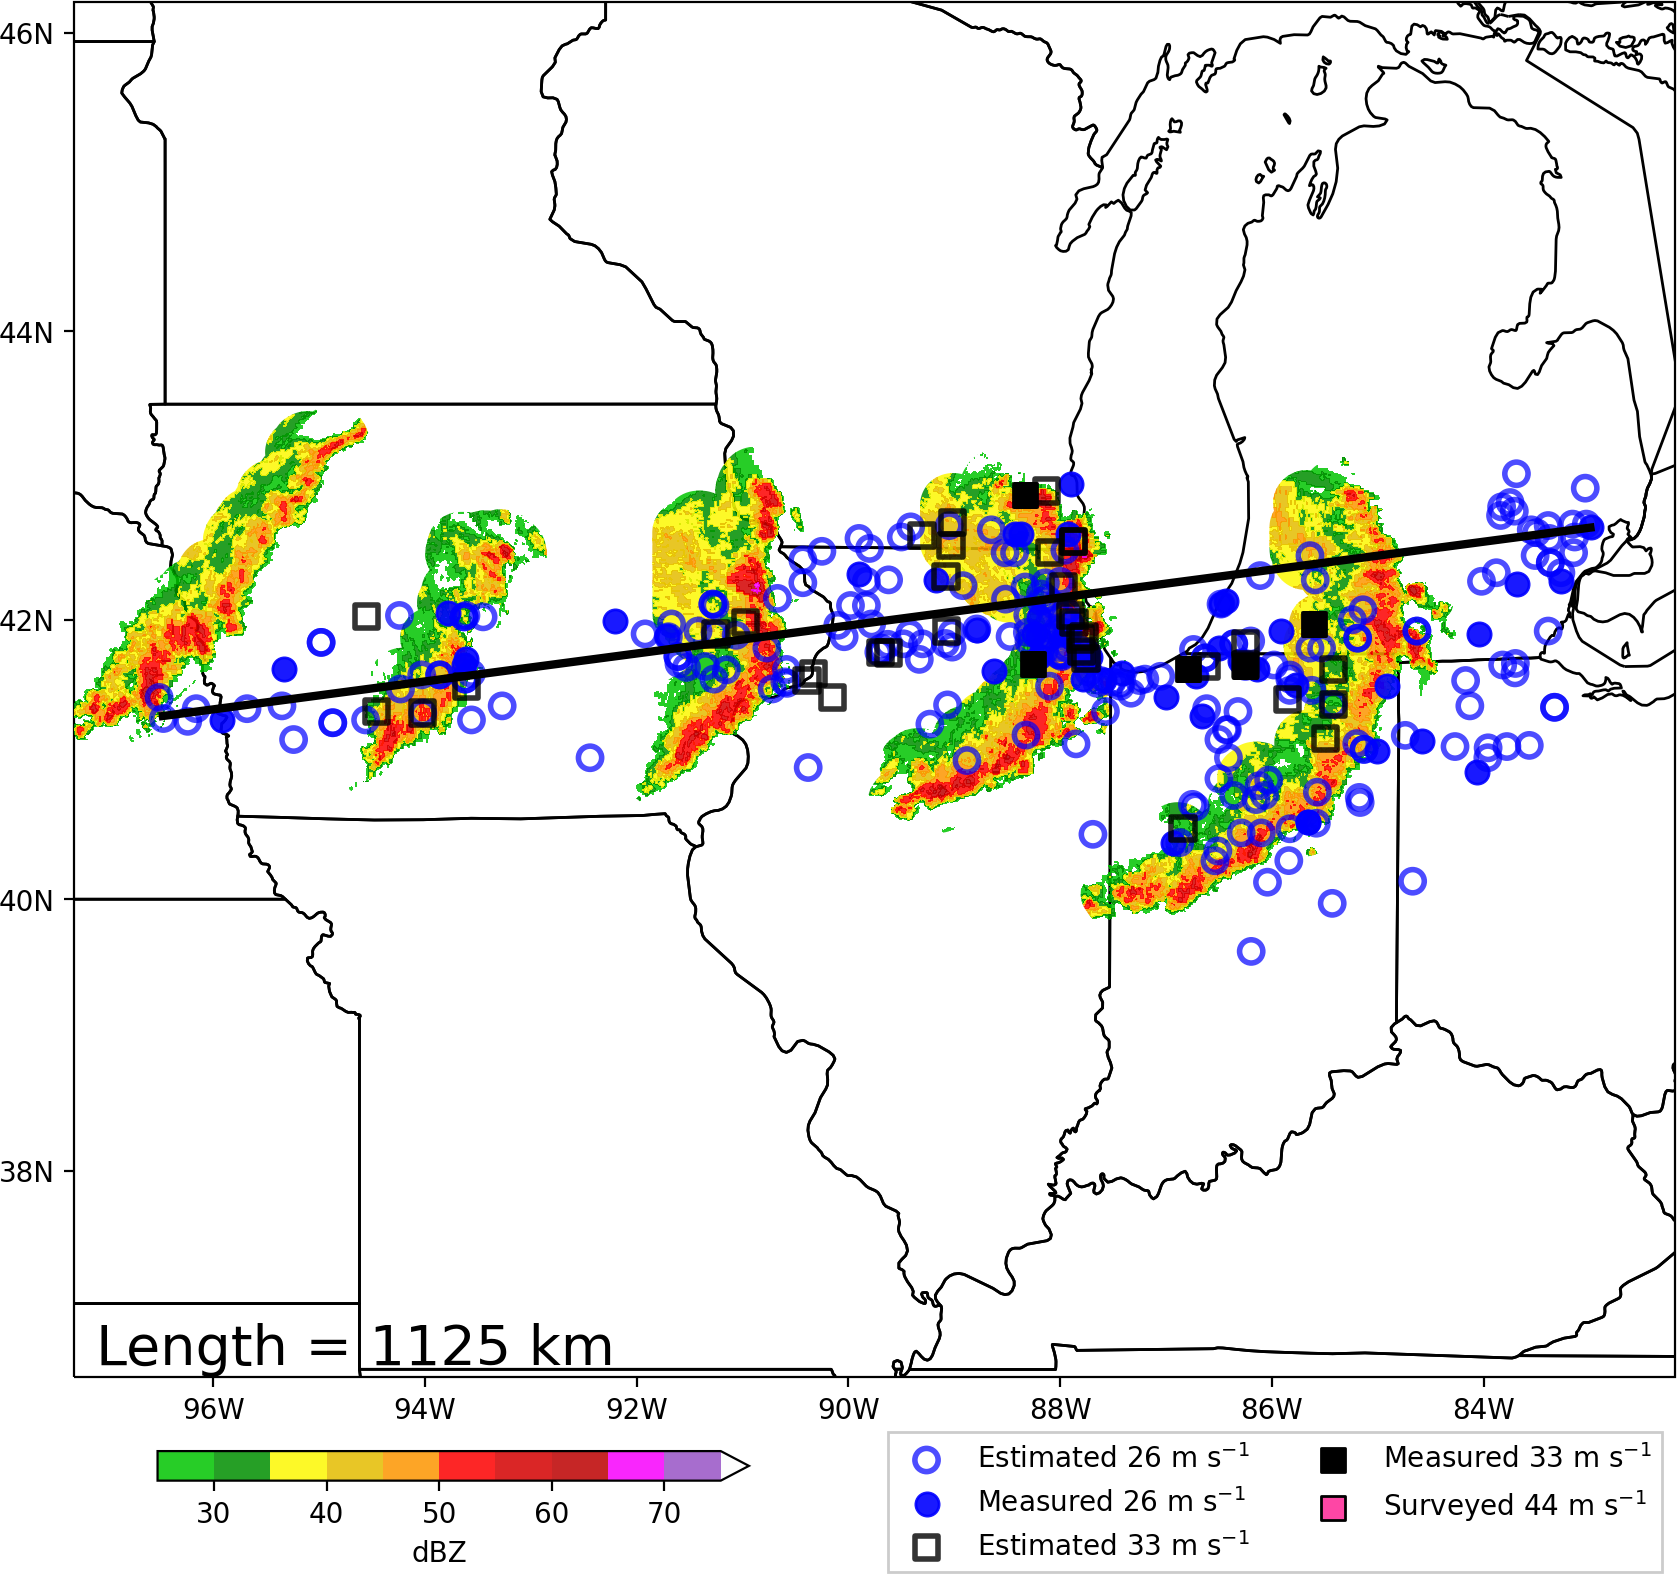 46N
44N
42N
40N
38N
Length = 1125 km
96W 94W 92W 90W 88W 86W 84W
30 40 50 60 70
dBZ
Estimated 26 m s⁻¹
Measured 26 m s⁻¹
Estimated 33 m s⁻¹
Measured 33 m s⁻¹
Surveyed 44 m s⁻¹